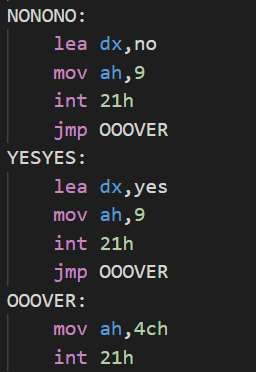 NONONO:
lea dx,no
mov ah,9
int 21h
jmp OOOVER
YESYES:
lea dx,yes
mov ah,9
int 21h
jmp OOOVER
OOOVER:
mov ah,4ch
int 21h